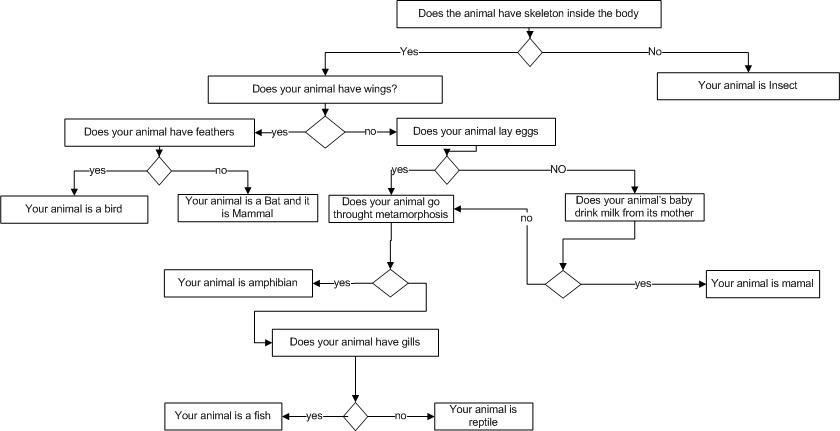 Does the animal have skeleton inside the body
Yes
No
Does your animal have wings?
Your animal is Insect
Does your animal have feathers
yes
no
Does your animal lay eggs
yes
no
yes
NO
Your animal is a bird
Your animal is a Bat and it
is Mammal
Does your animal go
throught metamorphosis
Does your animal's baby
drink milk from its mother
no
Your animal is amphibian
yes
yes
Your animal is mamal
Does your animal have gills
Your animal is a fish
yes
no
Your animal is
reptile